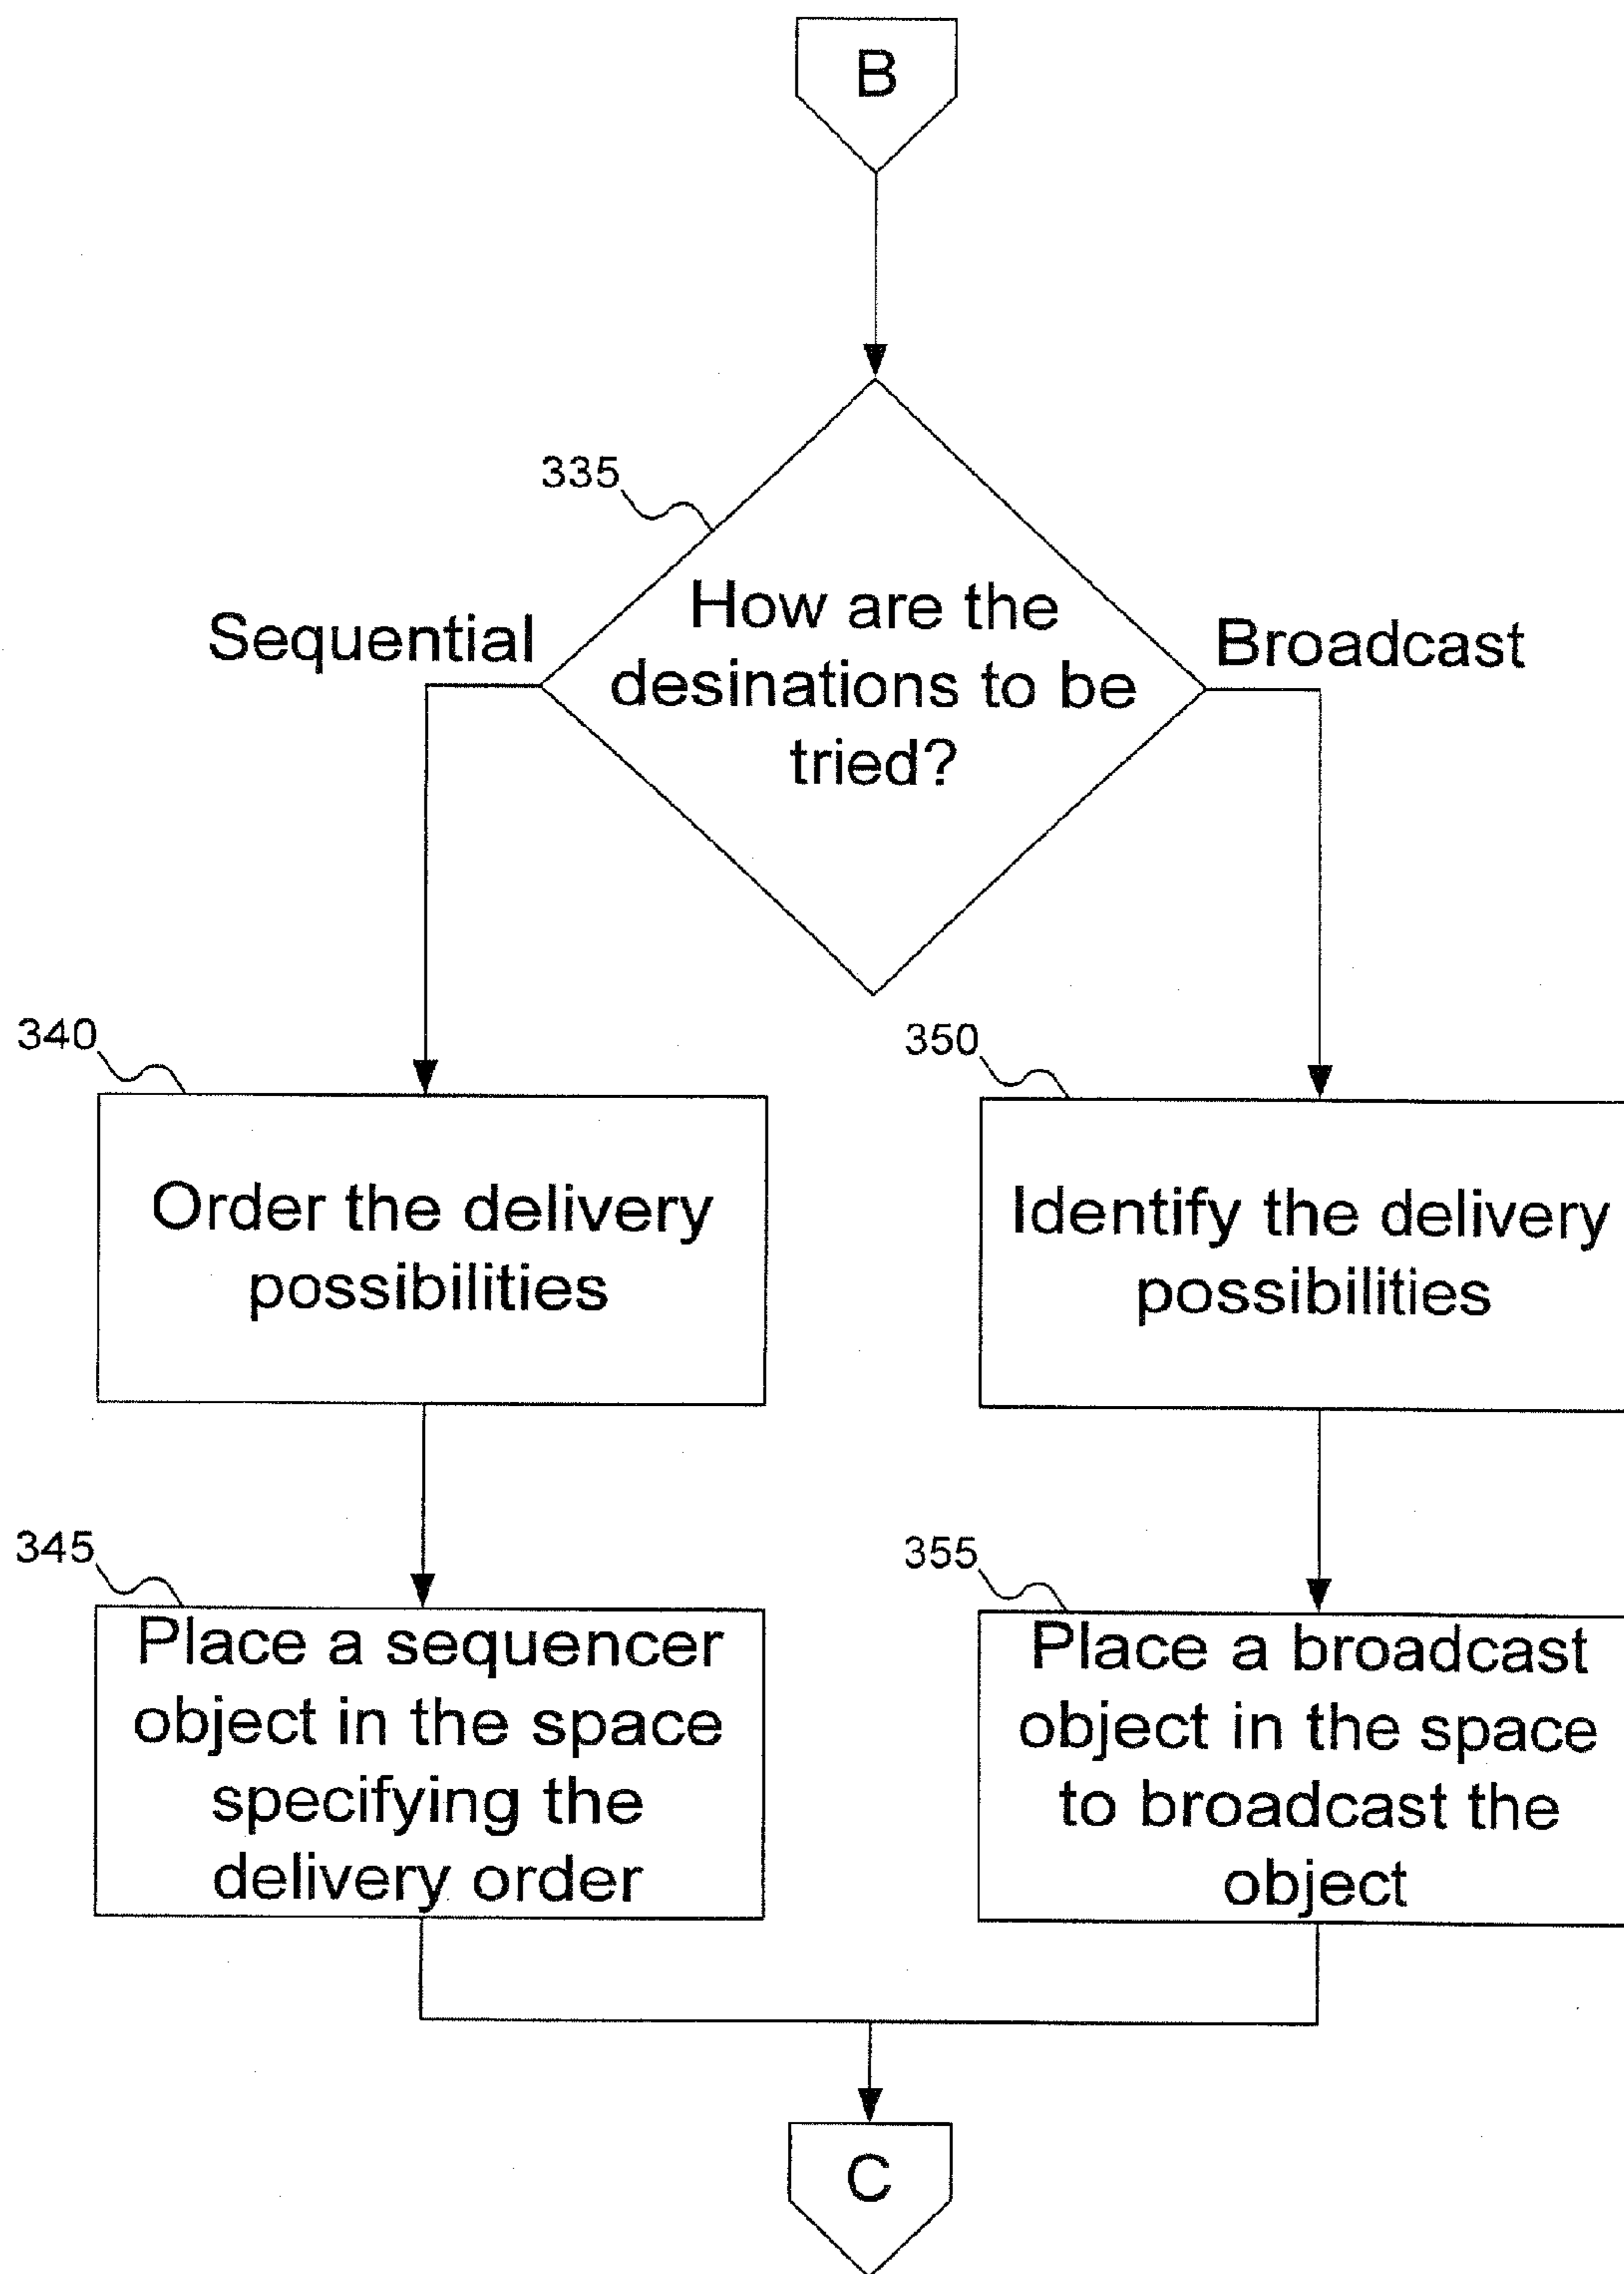 B
335
How are the
desinations to be
tried?
Sequential
Broadcast
340
Order the delivery
possibilities
350
Identify the delivery
possibilities
345
Place a sequencer
object in the space
specifying the
delivery order
355
Place a broadcast
object in the space
to broadcast the
object
C